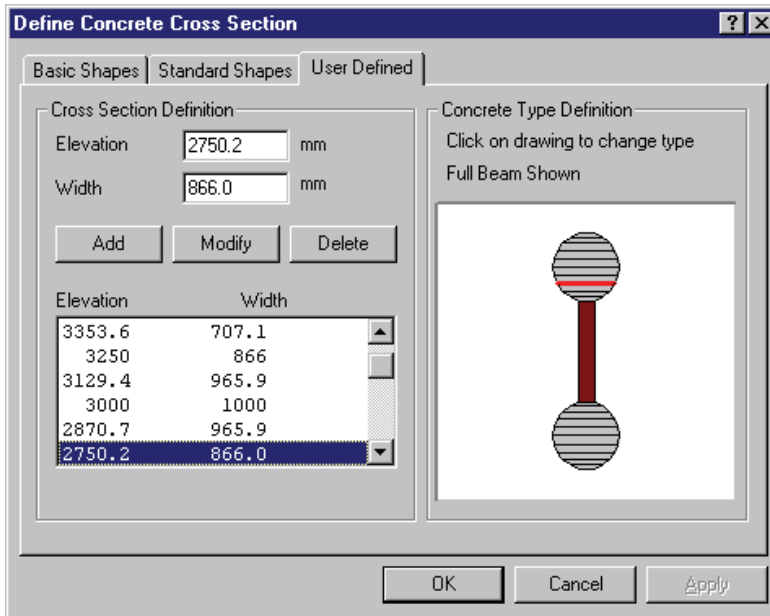 Define Concrete Cross Section
Basic Shapes Standard Shapes User Defined
Cross Section Definition
Elevation 2750.2 mm
Width 866.0 mm
Add Modify Delete
Elevation Width
3353.6 707.1
3250 866
3129.4 965.9
3000 1000
2870.7 965.9
2750.2 866.0
Concrete Type Definition
Click on drawing to change type
Full Beam Shown
OK Cancel Apply